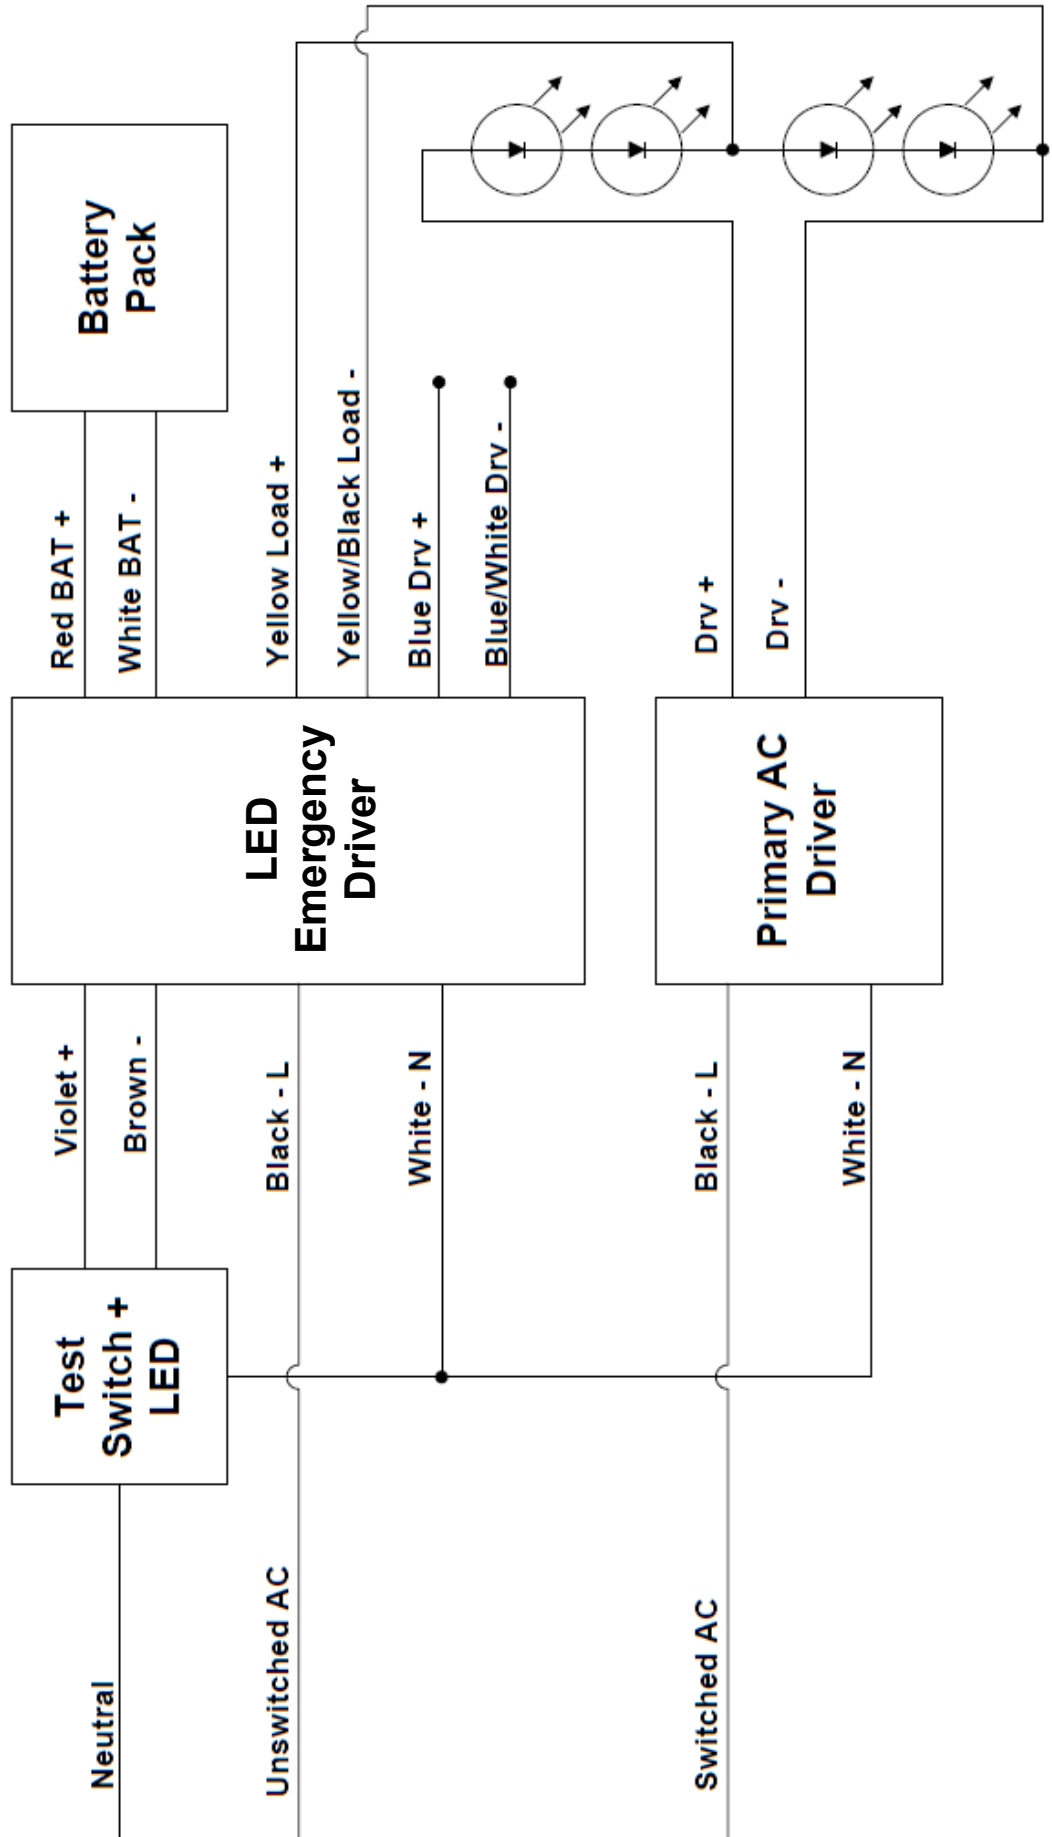 Battery
Pack
Red BAT +
White BAT -
Yellow Load +
Yellow/Black Load -
Blue Drv +
Blue/White Drv -
Drv +
Drv -
LED
Emergency
Driver
Primary AC
Driver
Violet +
Brown -
Black - L
White - N
Black - L
White - N
Test
Switch +
LED
Neutral
Unswitched AC
Switched AC